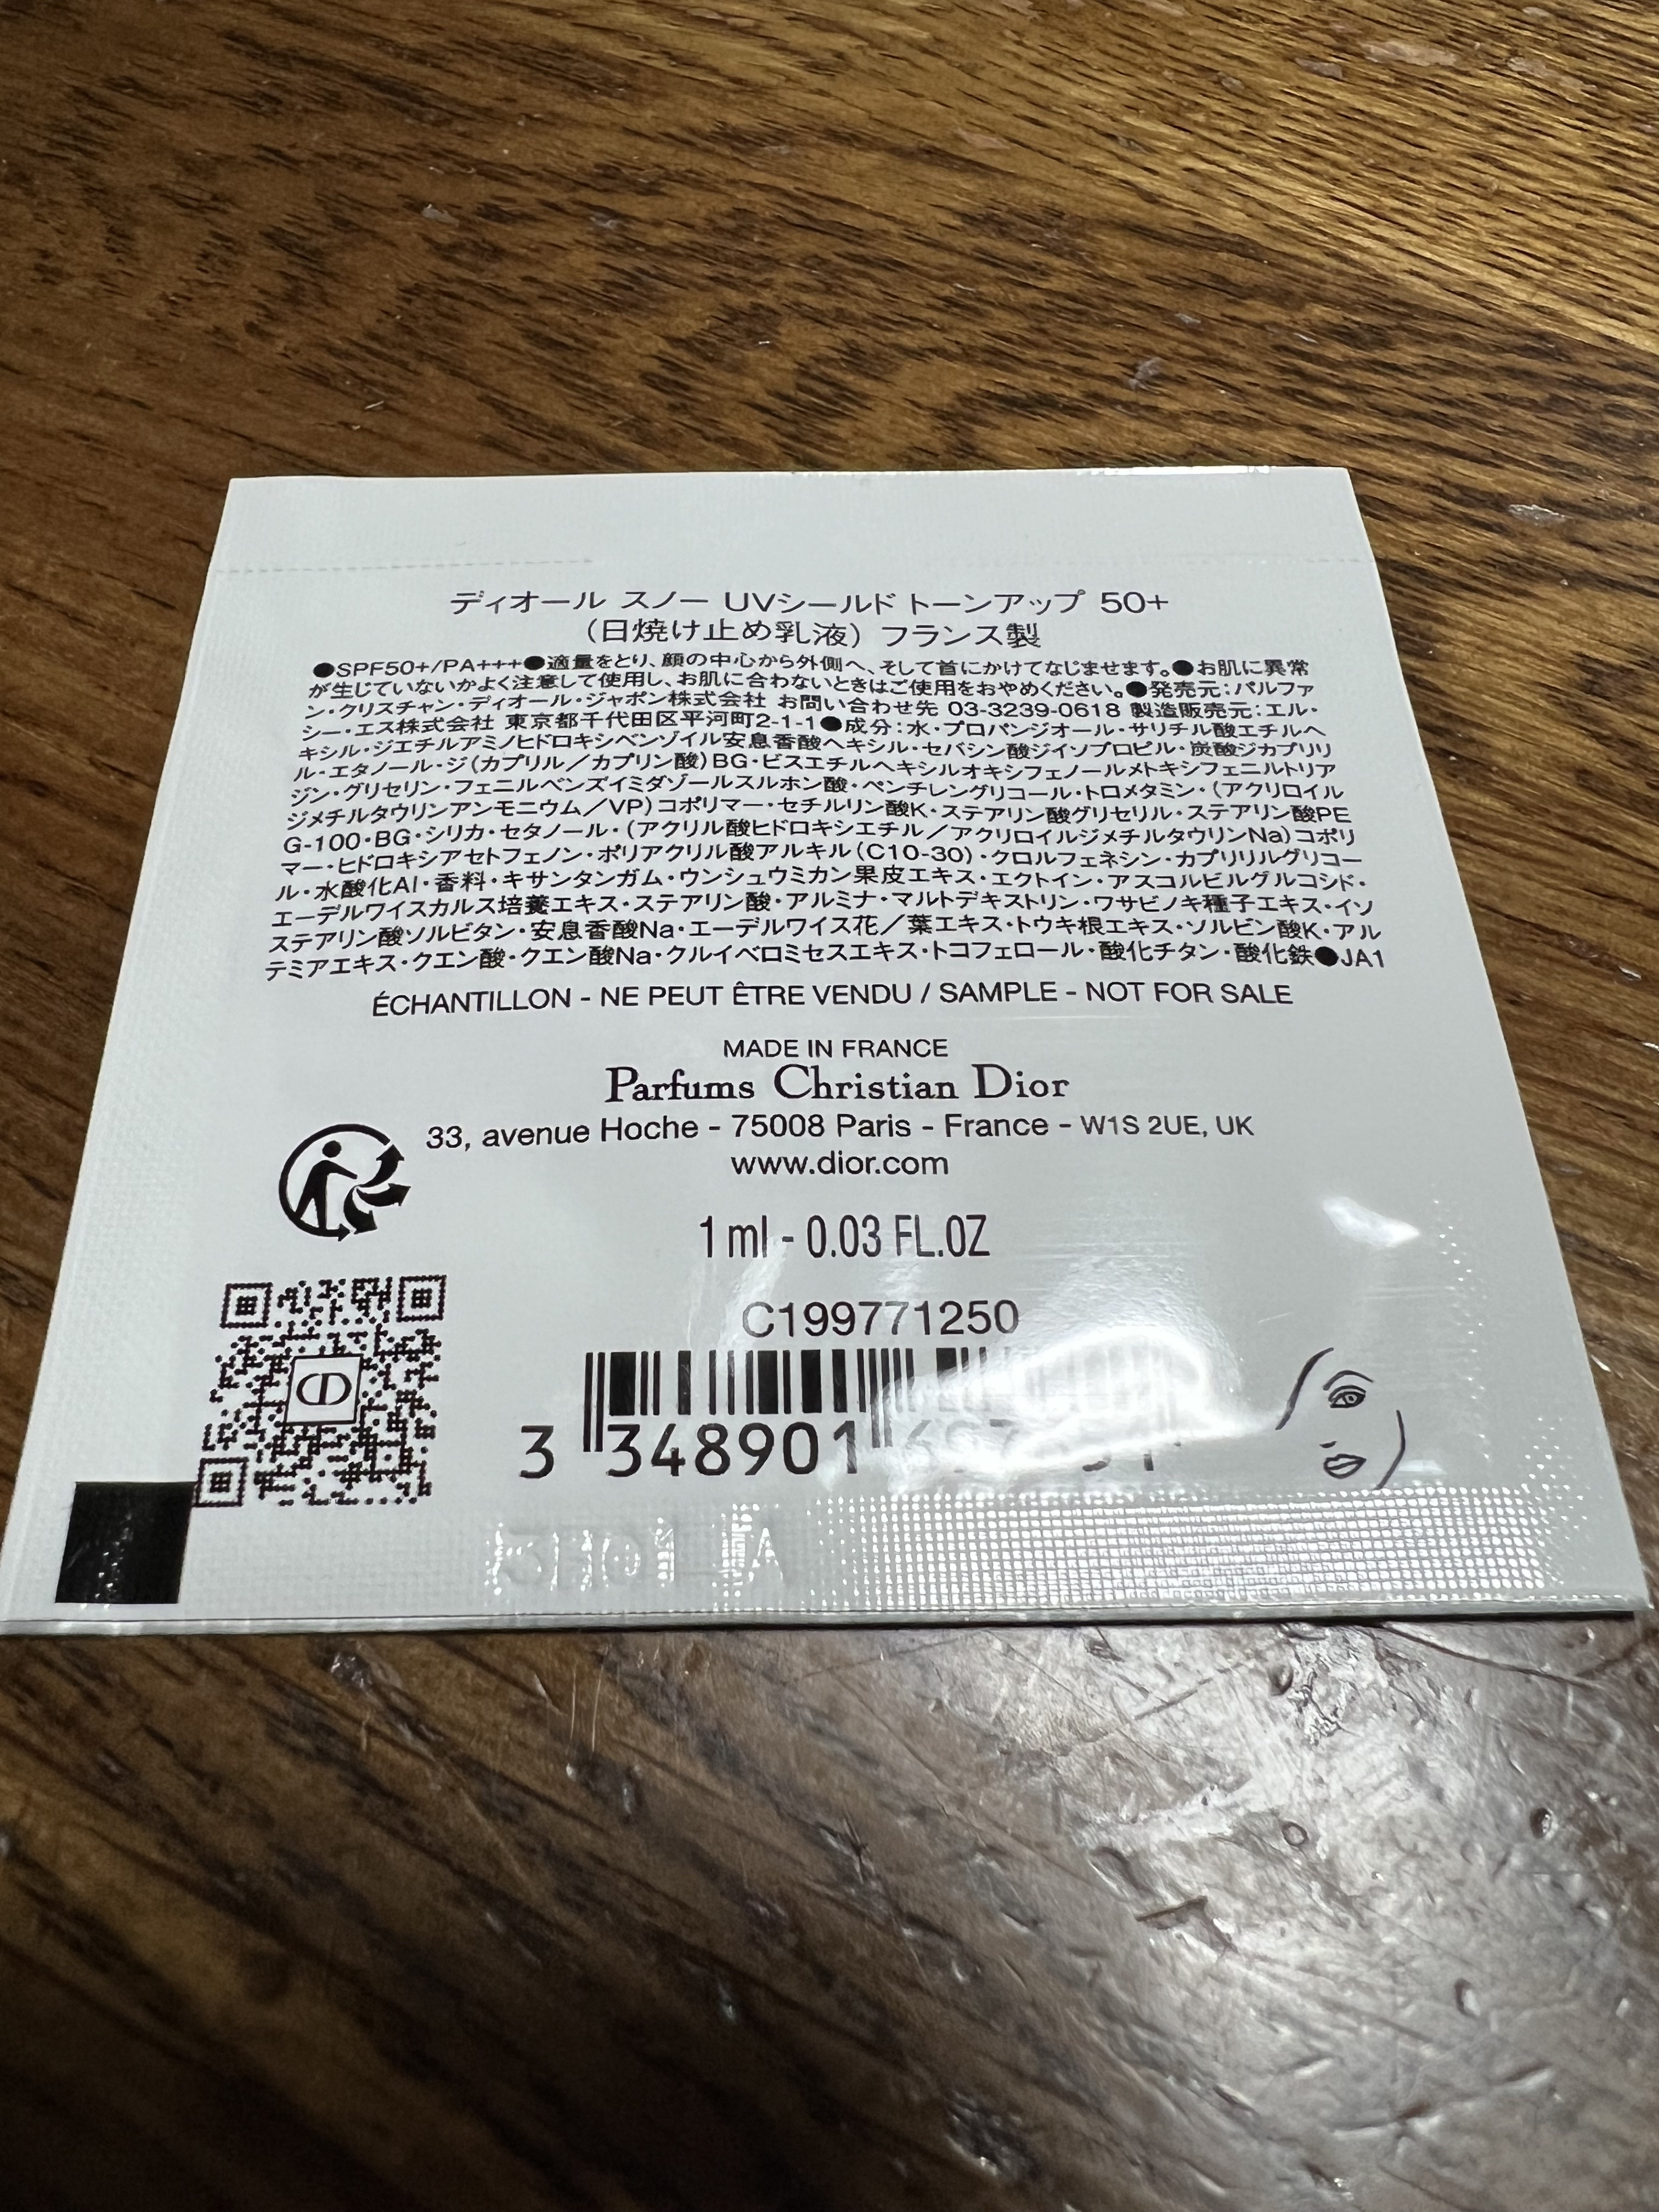 ディオール スノー UVシールド トーンアップ 50+
(日焼け止め乳液) フランス製
●SPF50+/PA+++●適量をとり、顔の中心から外側へ、そして首にかけてなじませます。●お肌に異常
が生じていないかよく注意して使用し、お肌に合わないときはご使用をおやめください。●発売元:パルファ
ン・クリスチャン・ディオール・ジャポン株式会社 お問い合わせ先 03-3239-0618 製造販売元:エル・
シー・エス株式会社 東京都千代田区平河町2-1-1●成分:水・プロパンジオール・サリチル酸エチルヘ
キシル・ジエチルアミノヒドロキシベンゾイル安息香酸ヘキシル・セバシン酸ジイソプロピル・炭酸ジカプリリ
ル・エタノール・ジ(カプリル/カプリン酸)BG・ビスエチルヘキシルオキシフェノールメトキシフェニルトリア
ジン・グリセリン・フェニルベンズイミダゾールスルホン酸・ペンチレングリコール・トロメタミン・(アクリロイル
ジメチルタウリンアンモニウム/VP)コポリマー・セチルリン酸K・ステアリン酸グリセリル・ステアリン酸PE
G-100・BG・シリカ・セタノール・(アクリル酸ヒドロキシエチル/アクリロイルジメチルタウリンNa)コポリ
マー・ヒドロキシアセトフェノン・ポリアクリル酸アルキル(C10-30)・クロルフェネシン・カプリリルグリコー
ル・水酸化Al・香料・キサンタンガム・ウンシュウミカン果皮エキス・エクトイン・アスコルビルグルコシド・
エーデルワイスカルス培養エキス・ステアリン酸・アルミナ・マルトデキストリン・ワサビノキ種子エキス・イソ
ステアリン酸ソルビタン・安息香酸Na・エーデルワイス花/葉エキス・トウキ根エキス・ソルビン酸K・アル
テミアエキス・クエン酸・クエン酸Na・クルイベロミセスエキス・トコフェロール・酸化チタン・酸化鉄●JA1
ÉCHANTILLON - NE PEUT ÊTRE VENDU / SAMPLE - NOT FOR SALE
MADE IN FRANCE
Parfums Christian Dior
33, avenue Hoche - 75008 Paris - France - W1S 2UE, UK
www.dior.com
1 ml - 0.03 FL.OZ
C199771250
CD
3 348901